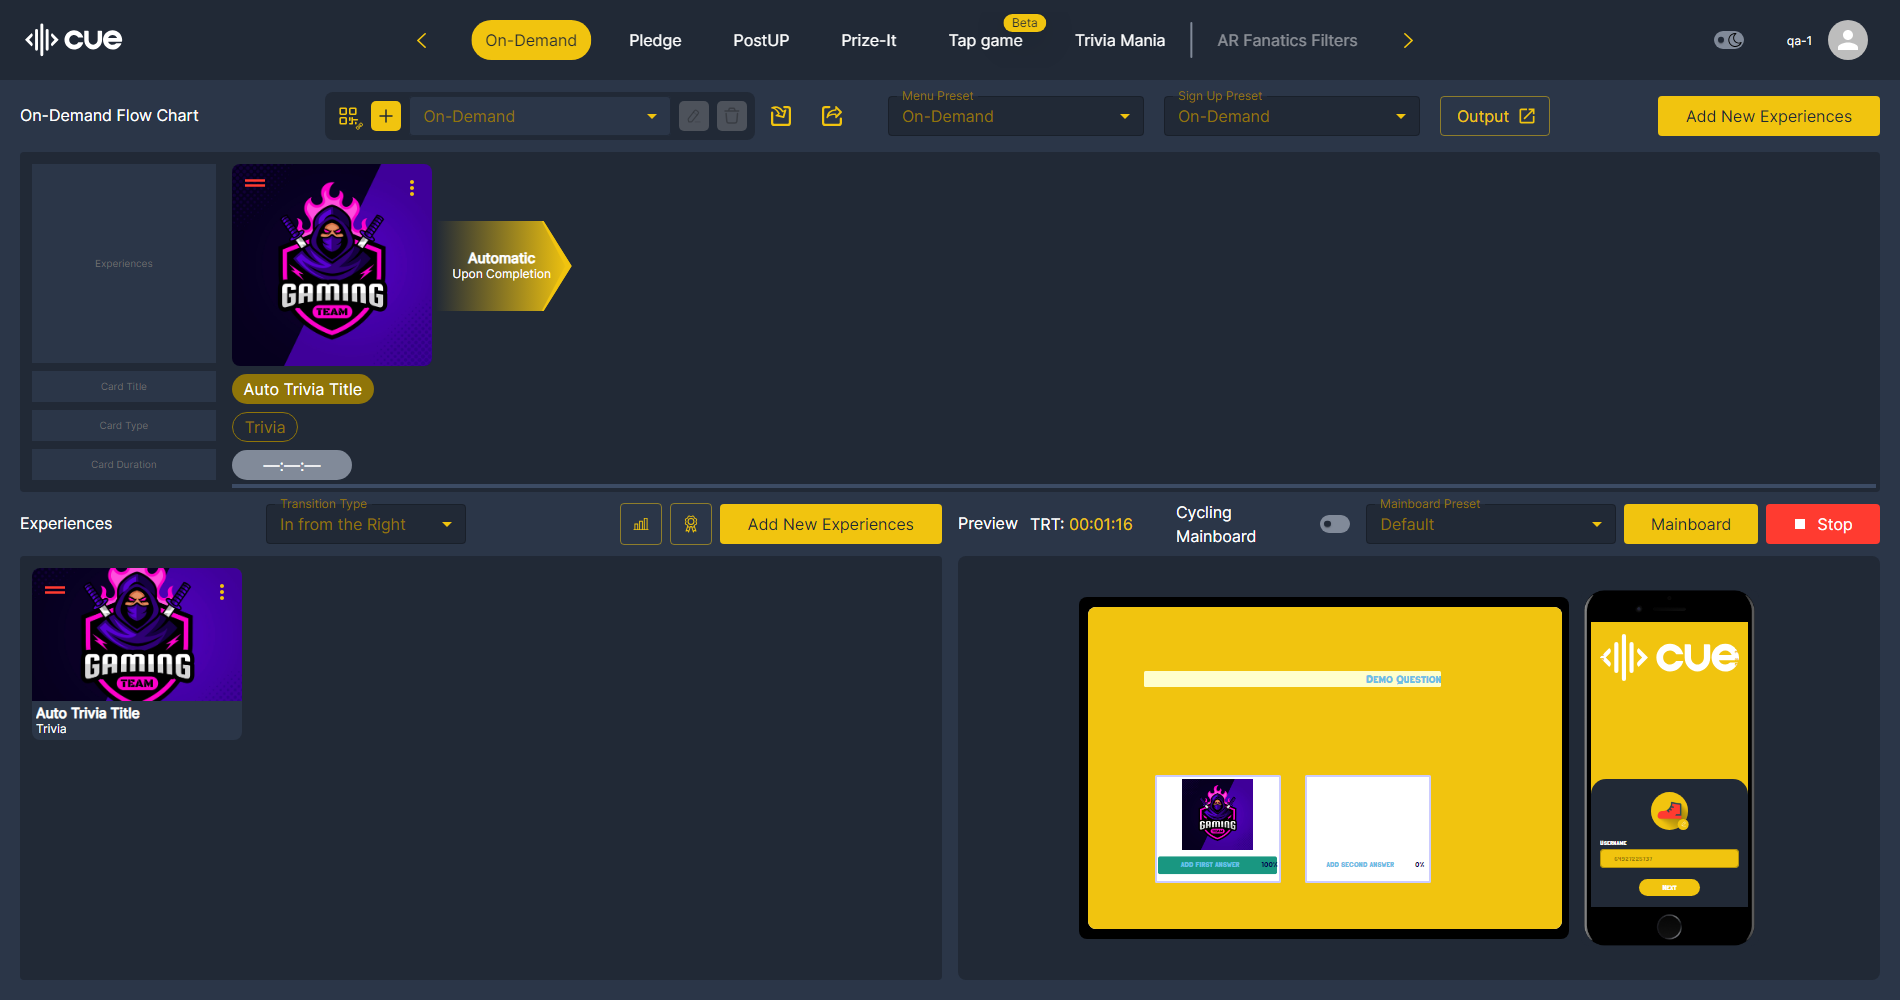 cue
On-Demand
Pledge
PostUP
Prize-It
Beta
Tap game
Trivia Mania
AR Fanatics Filters
qa-1
On-Demand Flow Chart
On-Demand
Menu Preset
On-Demand
Sign Up Preset
On-Demand
Output
Add New Experiences
Experiences
GAMING
TEAM
Automatic
Upon Completion
Card Title
Auto Trivia Title
Card Type
Trivia
Card Duration
—:—:—
Experiences
Transition Type
In from the Right
Add New Experiences
Preview
TRT: 00:01:16
Cycling
Mainboard
Mainboard Preset
Default
Mainboard
Stop
GAMING
TEAM
Auto Trivia Title
Trivia
Demo Question
GAMING
ADD FIRST ANSWER
100%
ADD SECOND ANSWER
0%
cue
Username
NEXT